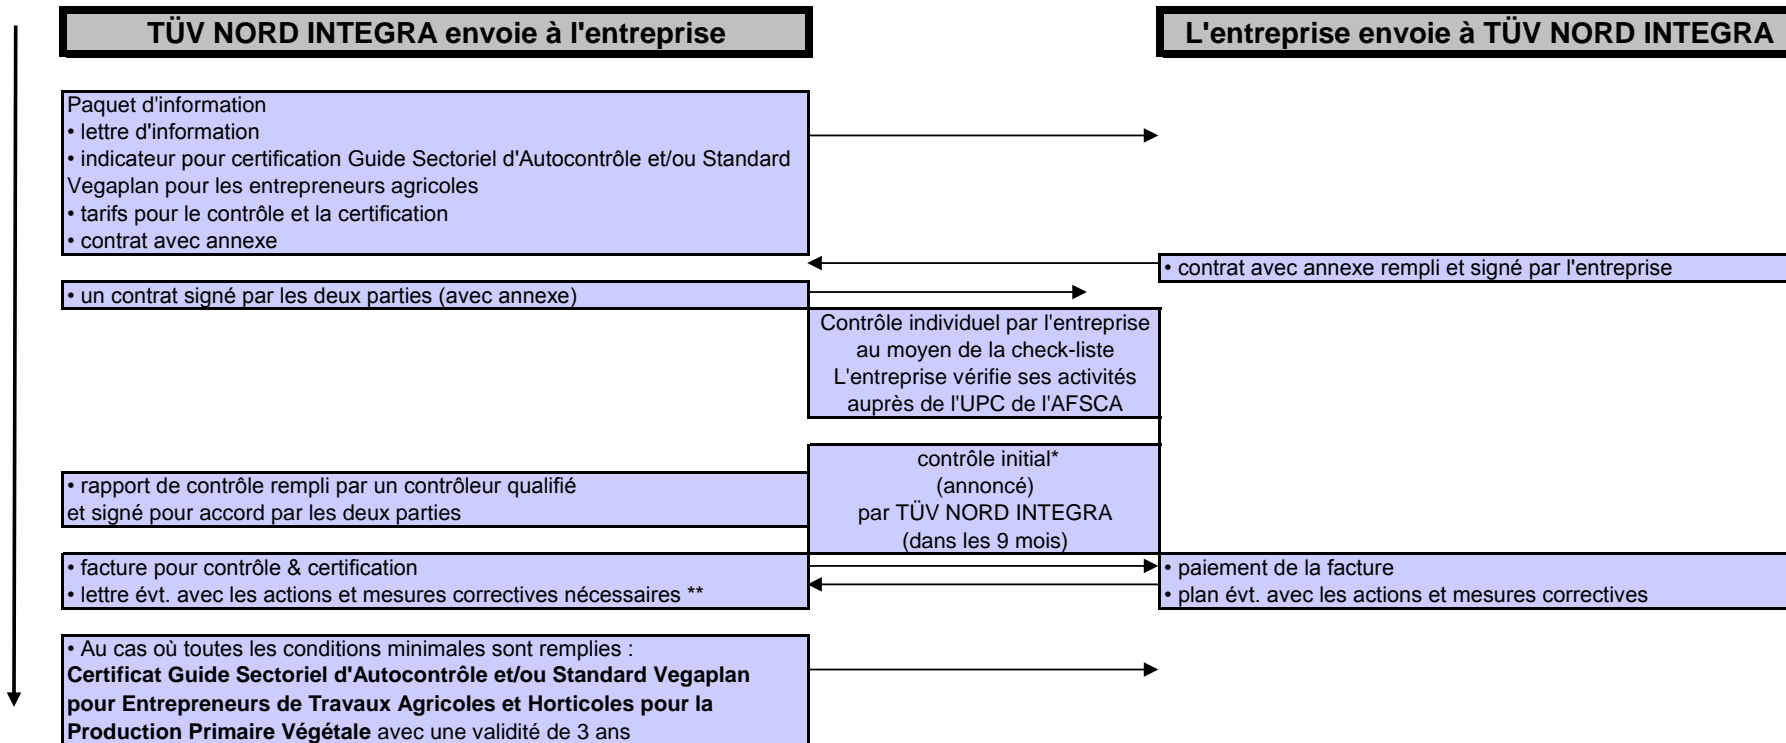 TÜV NORD INTEGRA envoie à l'entreprise
L'entreprise envoie à TÜV NORD INTEGRA
Paquet d'information
• lettre d'information
• indicateur pour certification Guide Sectoriel d'Autocontrôle et/ou Standard
Vegaplan pour les entrepreneurs agricoles
• tarifs pour le contrôle et la certification
• contrat avec annexe
• contrat avec annexe rempli et signé par l'entreprise
• un contrat signé par les deux parties (avec annexe)
Contrôle individuel par l'entreprise
au moyen de la check-liste
L'entreprise vérifie ses activités
auprès de l'UPC de l'AFSCA
contrôle initial*
(annoncé)
par TÜV NORD INTEGRA
(dans les 9 mois)
• rapport de contrôle rempli par un contrôleur qualifié
et signé pour accord par les deux parties
• facture pour contrôle & certification
• lettre évt. avec les actions et mesures correctives nécessaires **
• paiement de la facture
• plan évt. avec les actions et mesures correctives
• Au cas où toutes les conditions minimales sont remplies :
Certificat Guide Sectoriel d'Autocontrôle et/ou Standard Vegaplan
pour Entrepreneurs de Travaux Agricoles et Horticoles pour la
Production Primaire Végétale avec une validité de 3 ans